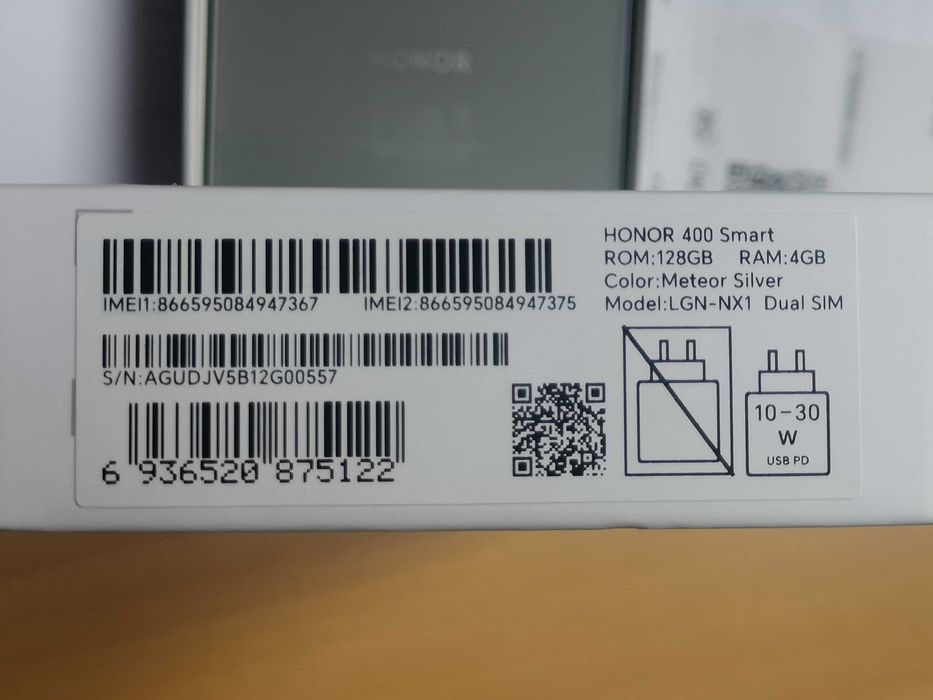 HONOR
HONOR 400 Smart
ROM:128GB RAM:4GB
Color:Meteor Silver
Model:LGN-NX1 Dual SIM
IMEI1:866595084947367 IMEI2:866595084947375
S/N:AGUDJV5B12G00557
6 936520 875122
10-30
W
USB PD